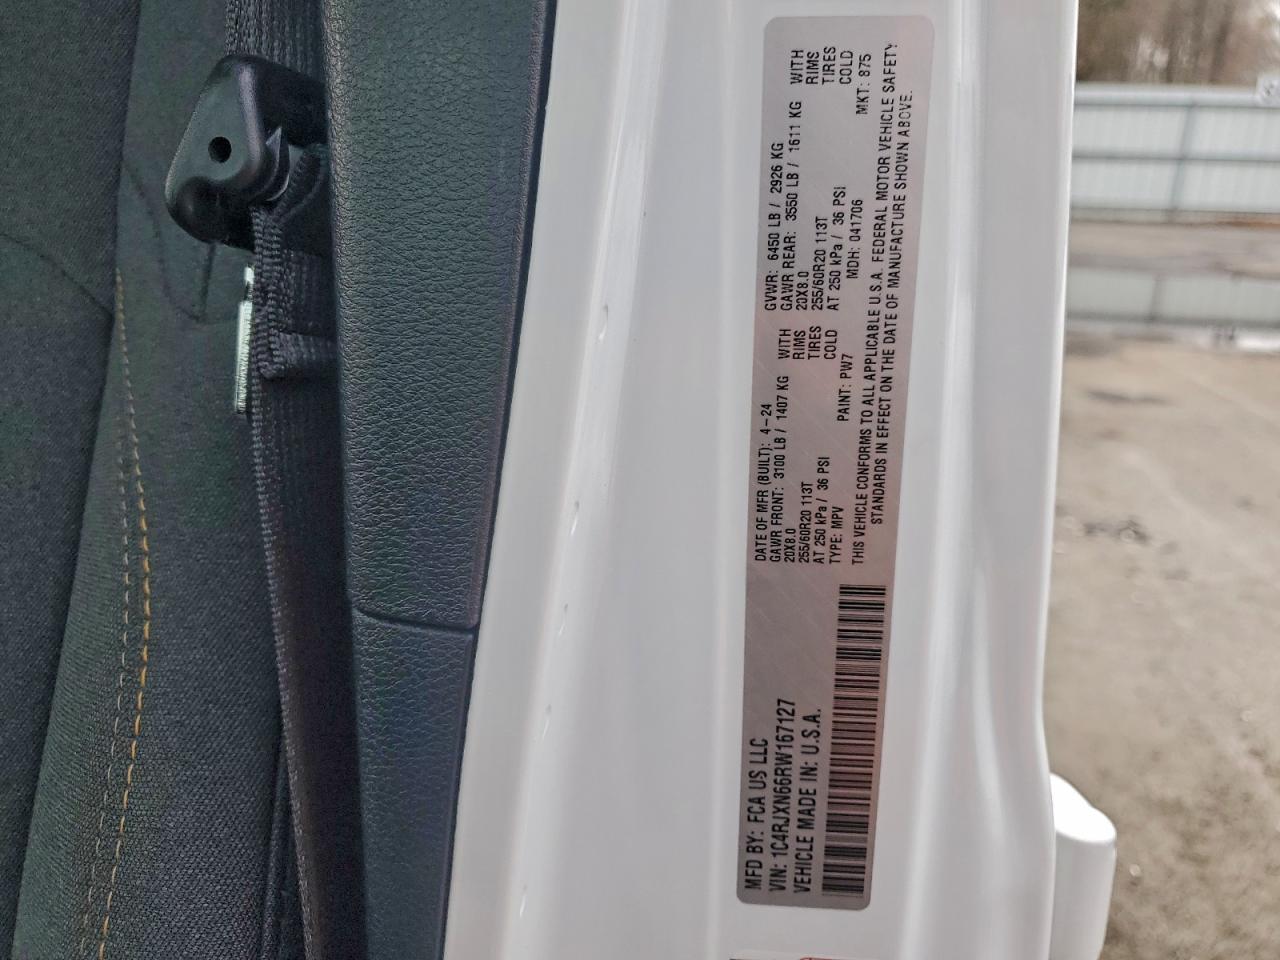 MFD BY: FCA US LLC
VIN: 1C4RJXN66RW167127
VEHICLE MADE IN: U.S.A.
DATE OF MFR (BUILT): 4-24
GVWR: 6450 LB / 2926 KG
GAWR FRONT: 3100 LB / 1407 KG WITH
20X8.0 RIMS
255/60R20 113T TIRES
AT 250 kPa / 36 PSI COLD
GAWR REAR: 3550 LB / 1611 KG WITH
20X8.0 RIMS
255/60R20 113T TIRES
AT 250 kPa / 36 PSI COLD
TYPE: MPV PAINT: PW7 MDH: 041706 MKT: 875
THIS VEHICLE CONFORMS TO ALL APPLICABLE U.S.A. FEDERAL MOTOR VEHICLE SAFETY
STANDARDS IN EFFECT ON THE DATE OF MANUFACTURE SHOWN ABOVE.